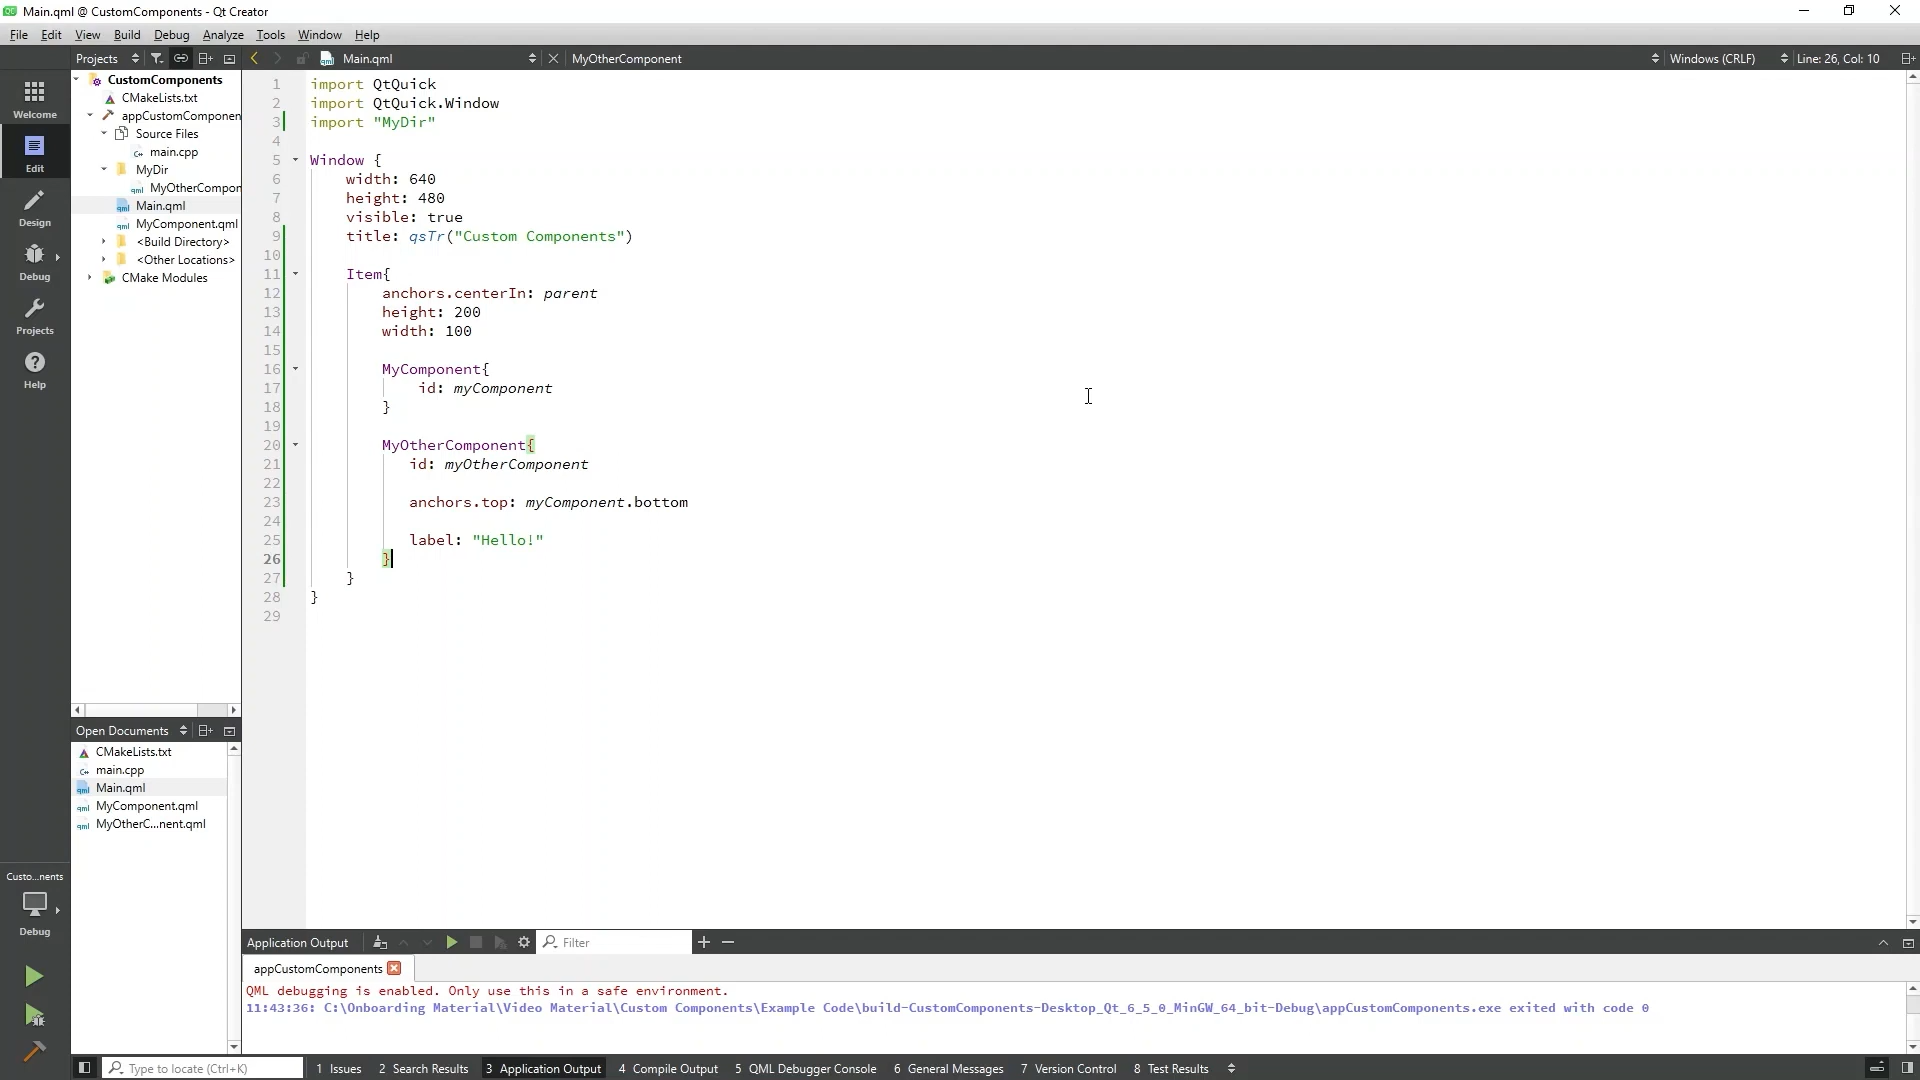 Main.qml @ CustomComponents - Qt Creator
File Edit View Build Debug Analyze Tools Window Help
Projects Main.qml MyOtherComponent Windows (CRLF) Line: 26, Col: 10
Welcome
Edit
Design
Debug
Projects
Help
CustomComponents
CMakeLists.txt
appCustomComponen
Source Files
main.cpp
MyDir
MyOtherCompon
Main.qml
MyComponent.qml
<Build Directory>
<Other Locations>
CMake Modules
1 import QtQuick
2 import QtQuick.Window
3 import "MyDir"
4
5 Window {
6 width: 640
7 height: 480
8 visible: true
9 title: qsTr("Custom Components")
10
11 Item{
12 anchors.centerIn: parent
13 height: 200
14 width: 100
15
16 MyComponent{
17 id: myComponent
18 }
19
20 MyOtherComponent{
21 id: myOtherComponent
22
23 anchors.top: myComponent.bottom
24
25 label: "Hello!"
26 }
27 }
28 }
29
Open Documents
CMakeLists.txt
main.cpp
Main.qml
MyComponent.qml
MyOtherC...nent.qml
Custo...nents
Debug
Application Output Filter
appCustomComponents
QML debugging is enabled. Only use this in a safe environment.
11:43:36: C:\Onboarding Material\Video Material\Custom Components\Example Code\build-CustomComponents-Desktop_Qt_6_5_0_MinGW_64_bit-Debug\appCustomComponents.exe exited with code 0
Type to locate (Ctrl+K) 1 Issues 2 Search Results 3 Application Output 4 Compile Output 5 QML Debugger Console 6 General Messages 7 Version Control 8 Test Results